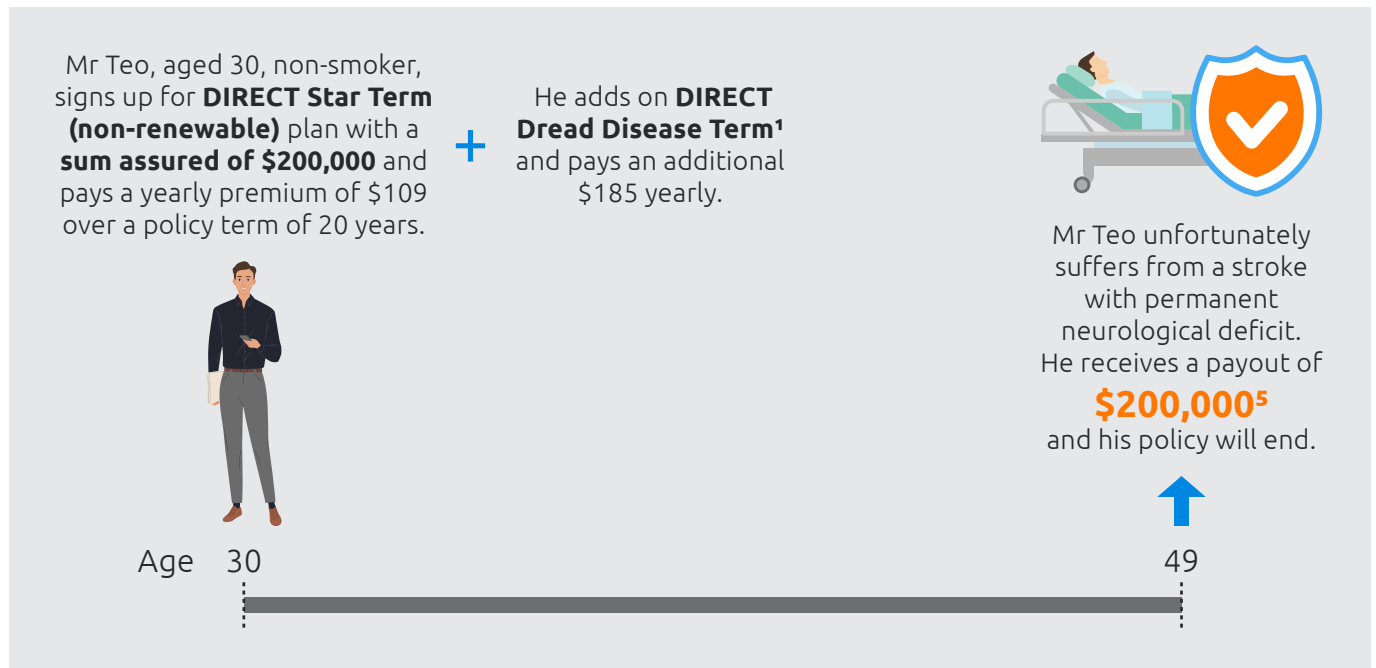 Mr Teo, aged 30, non-smoker,
signs up for DIRECT Star Term
(non-renewable) plan with a
sum assured of $200,000 and
pays a yearly premium of $109
over a policy term of 20 years.
+
He adds on DIRECT
Dread Disease Term¹
and pays an additional
$185 yearly.
Mr Teo unfortunately
suffers from a stroke
with permanent
neurological deficit.
He receives a payout of
$200,000⁵
and his policy will end.
Age 30
49